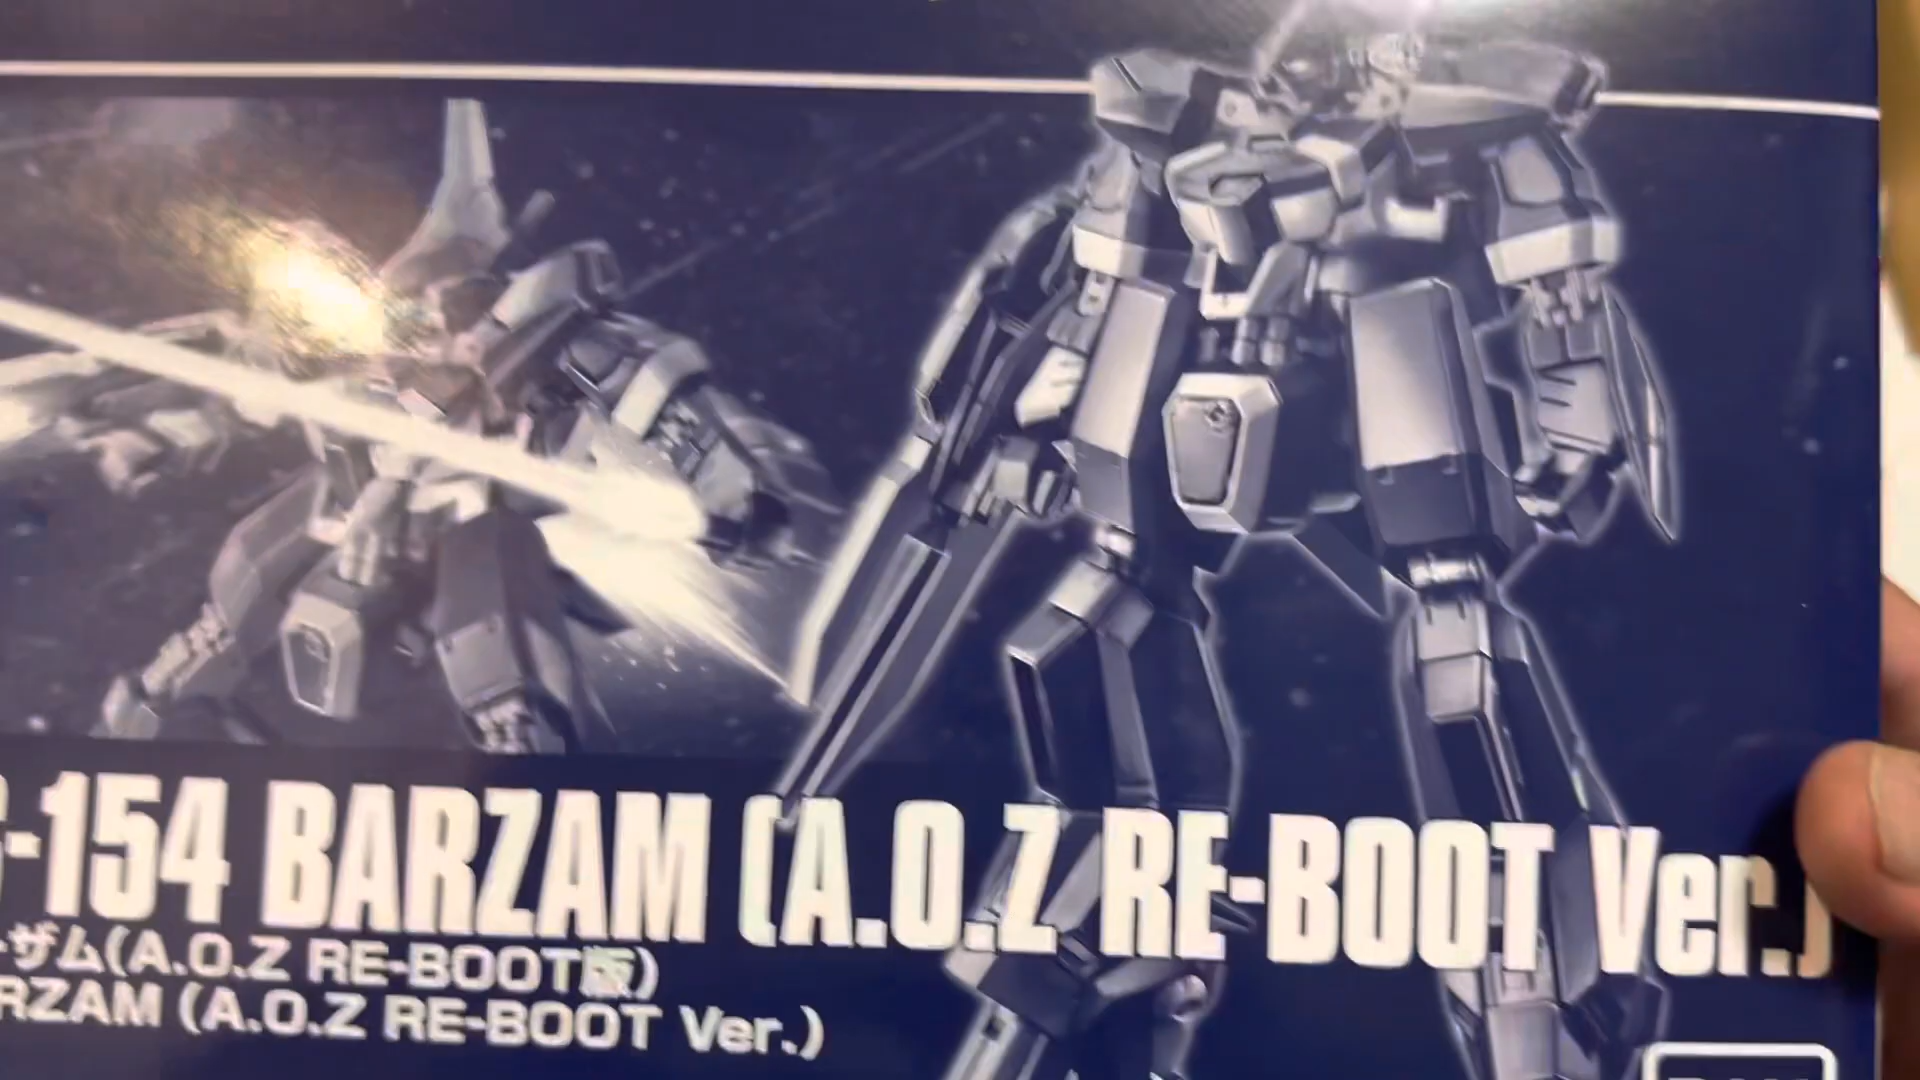 -154 BARZAM (A.O.Z RE-BOOT Ver.)
ーザム(A.O.Z RE-BOOT版)
RZAM (A.O.Z RE-BOOT Ver.)